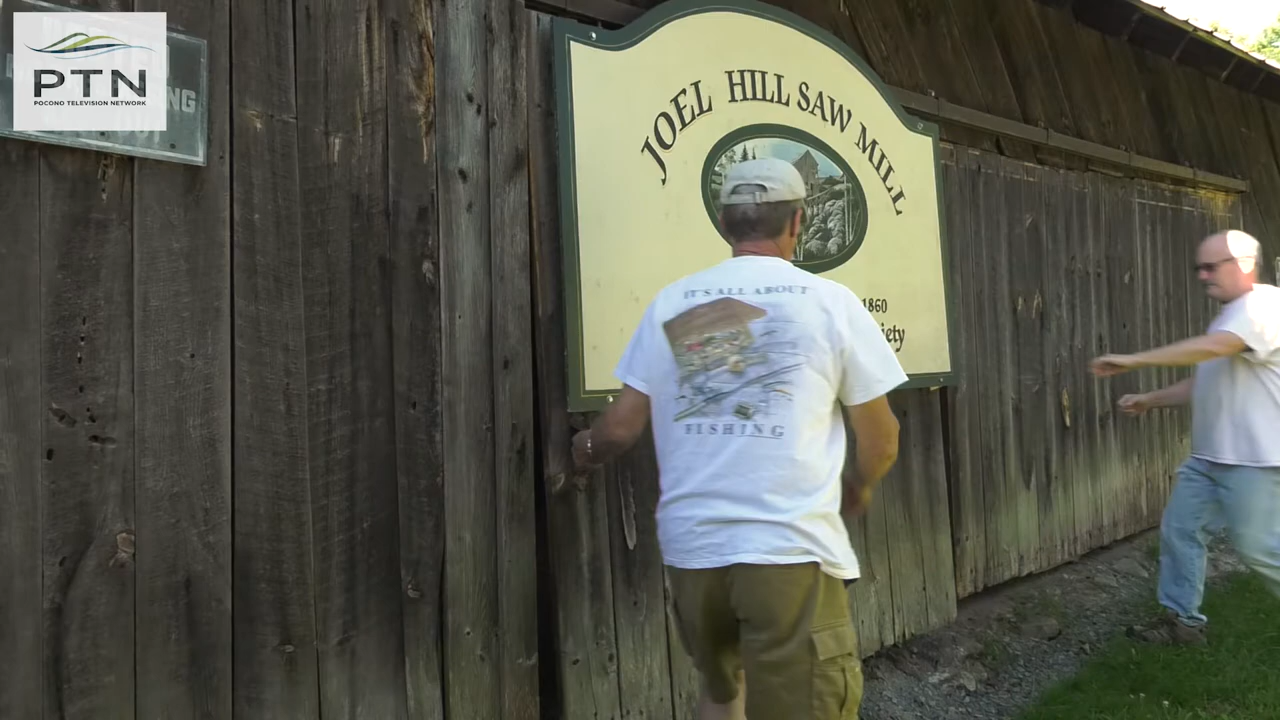 PTN
POCONO TELEVISION NETWORK
NG
JOEL HILL SAW MILL
1860
iety
IT'S ALL ABOUT
FISHING